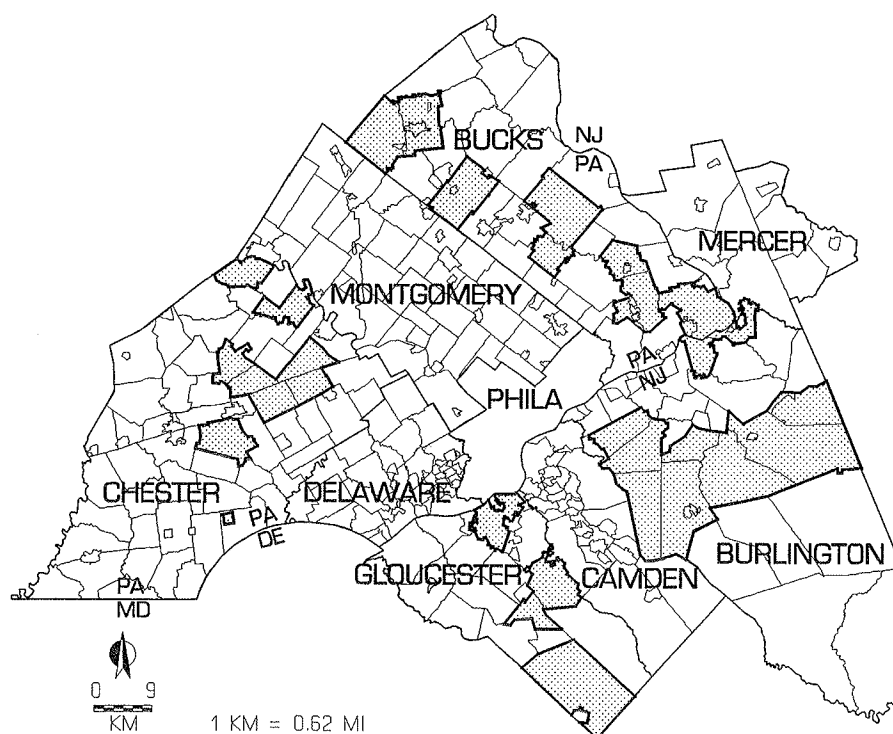 BUCKS
NJ
PA
MERCER
MONTGOMERY
PA
NJ
PHILA
CHESTER
DELAWARE
PA
DE
GLOUCESTER
CAMDEN
BURLINGTON
PA
MD
0 9
KM
1 KM = 0.62 MI